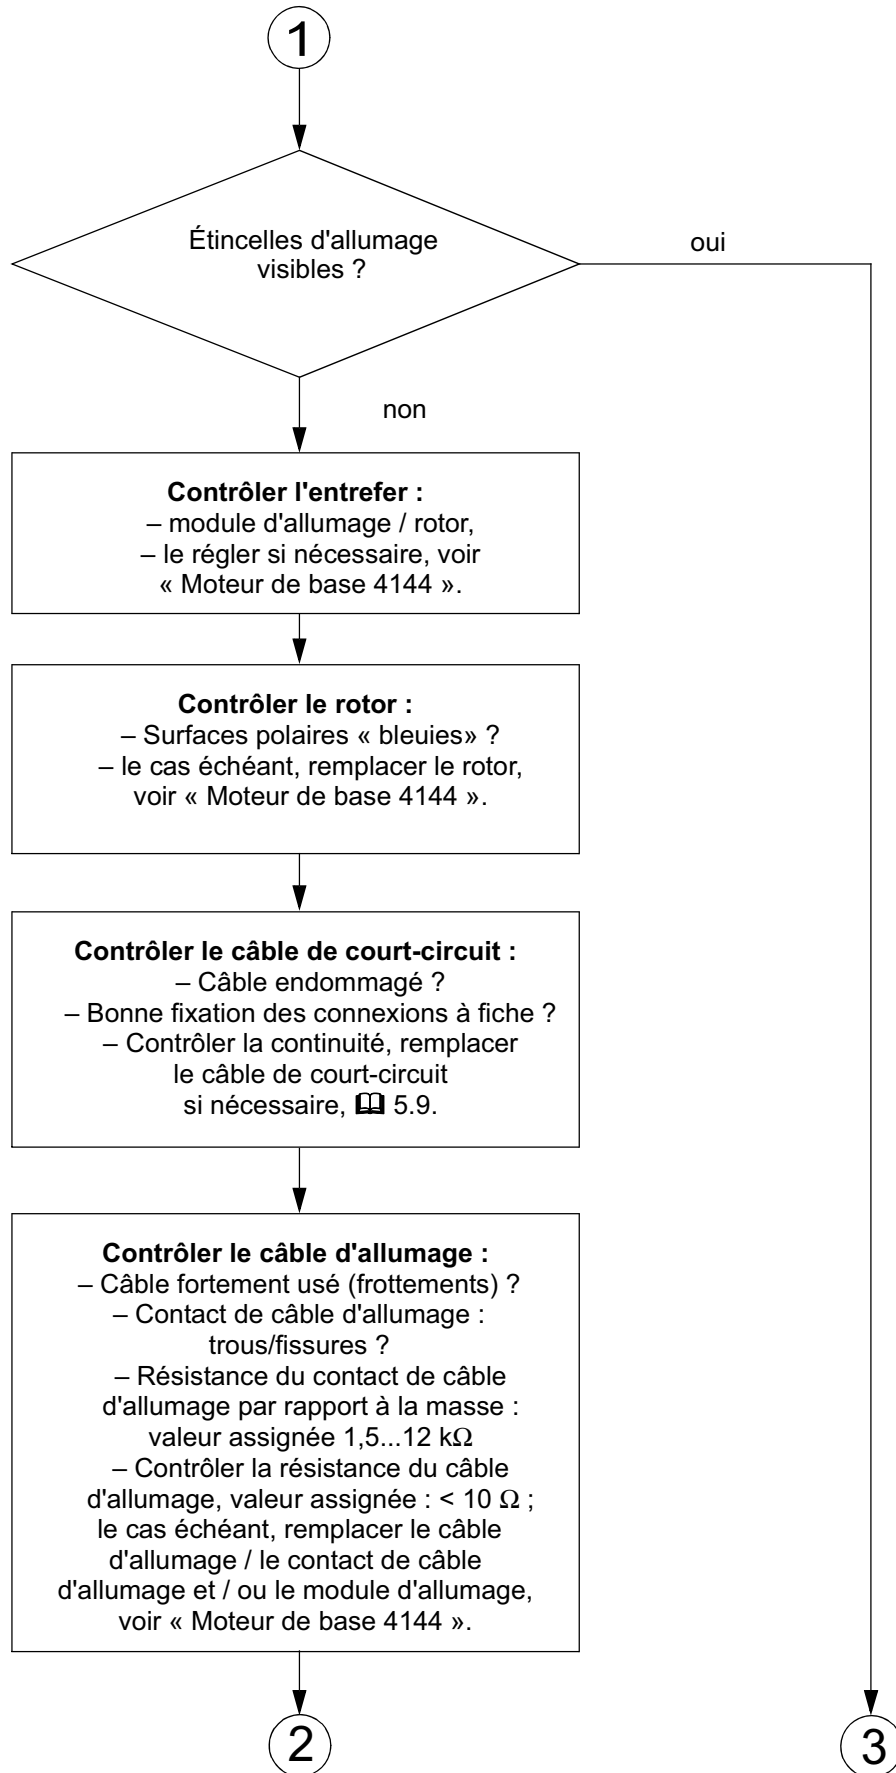 1
Étincelles d'allumage
visibles ?
oui
non
Contrôler l'entrefer :
– module d'allumage / rotor,
– le régler si nécessaire, voir
« Moteur de base 4144 ».
Contrôler le rotor :
– Surfaces polaires « bleuies» ?
– le cas échéant, remplacer le rotor,
voir « Moteur de base 4144 ».
Contrôler le câble de court-circuit :
– Câble endommagé ?
– Bonne fixation des connexions à fiche ?
– Contrôler la continuité, remplacer
le câble de court-circuit
si nécessaire, 🕮 5.9.
Contrôler le câble d'allumage :
– Câble fortement usé (frottements) ?
– Contact de câble d'allumage :
trous/fissures ?
– Résistance du contact de câble
d'allumage par rapport à la masse :
valeur assignée 1,5...12 kΩ
– Contrôler la résistance du câble
d'allumage, valeur assignée : < 10 Ω ;
le cas échéant, remplacer le câble
d'allumage / le contact de câble
d'allumage et / ou le module d'allumage,
voir « Moteur de base 4144 ».
2
3